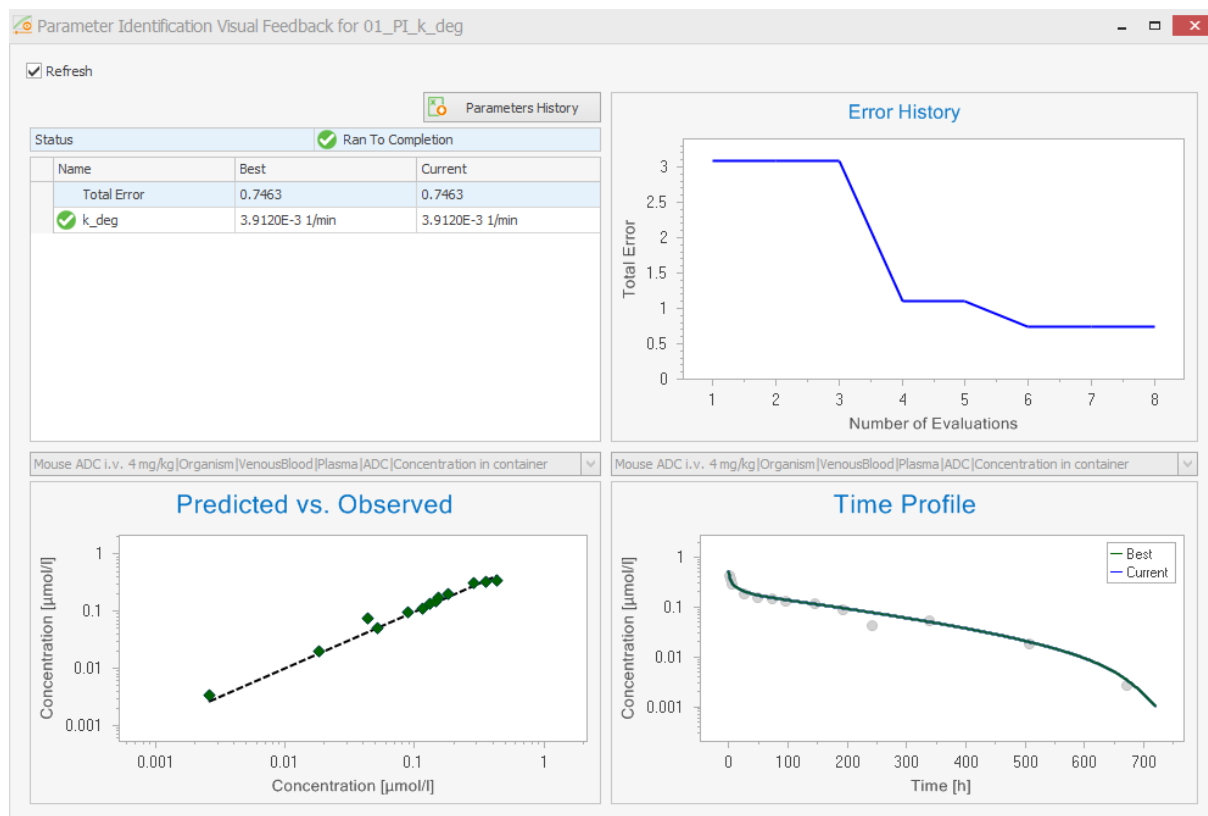 Parameter Identification Visual Feedback for 01_PI_k_deg
Refresh
Parameters History
Status Ran To Completion
Name Best Current
Total Error 0.7463 0.7463
k_deg 3.9120E-3 1/min 3.9120E-3 1/min
Error History
Total Error
3
2.5
2
1.5
1
0.5
0
1 2 3 4 5 6 7 8
Number of Evaluations
Mouse ADC i.v. 4 mg/kg|Organism|VenousBlood|Plasma|ADC|Concentration in container
Predicted vs. Observed
Concentration [µmol/l]
1
0.1
0.01
0.001
0.001 0.01 0.1 1
Concentration [µmol/l]
Mouse ADC i.v. 4 mg/kg|Organism|VenousBlood|Plasma|ADC|Concentration in container
Time Profile
Best
Current
Concentration [µmol/l]
1
0.1
0.01
0.001
0 100 200 300 400 500 600 700
Time [h]